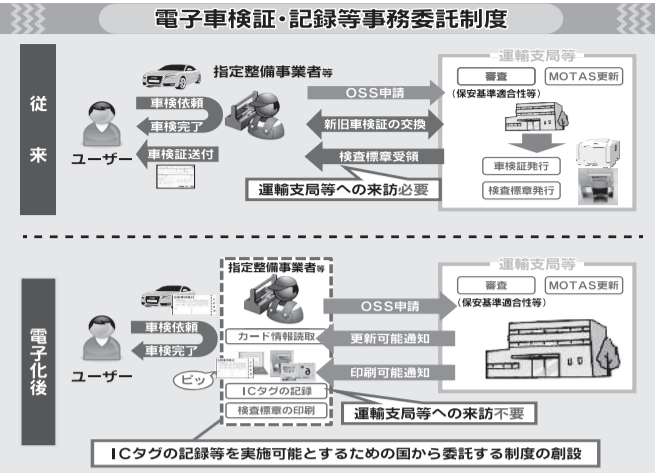 電子車検証・記録等事務委託制度
従来
ユーザー
車検依頼
車検完了
車検証送付
指定整備事業者等
OSS申請
新旧車検証の交換
検査標章受領
運輸支局等への来訪必要
運輸支局等
審査
MOTAS更新
(保安基準適合性等)
車検証発行
検査標章発行
電子化後
ユーザー
車検依頼
車検完了
ピッ
指定整備事業者等
カード情報読取
ICタグの記録
検査標章の印刷
OSS申請
更新可能通知
印刷可能通知
運輸支局等への来訪不要
運輸支局等
審査
MOTAS更新
(保安基準適合性等)
ICタグの記録等を実施可能とするための国から委託する制度の創設